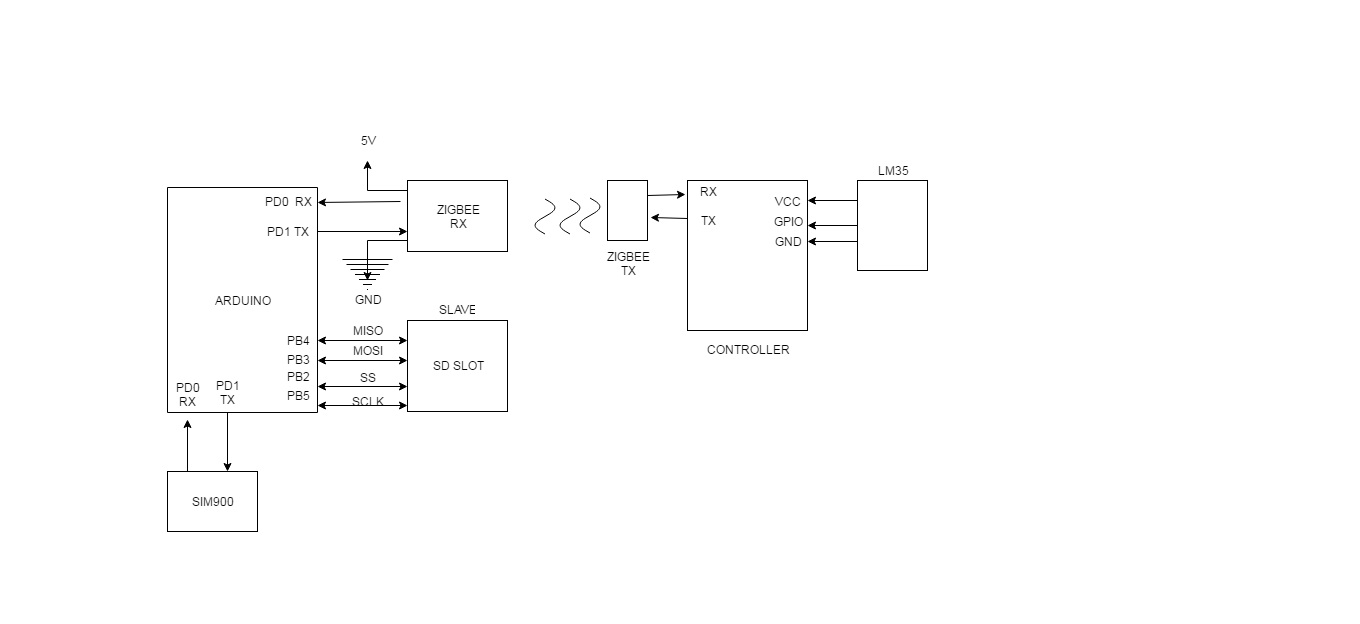 5V
PD0 RX
PD1 TX
ZIGBEE
RX
GND
ARDUINO
SLAVE
MISO
MOSI
SS
SCLK
PB4
PB3
PB2
PB5
SD SLOT
PD0
RX
PD1
TX
SIM900
ZIGBEE
TX
RX
TX
VCC
GPIO
GND
CONTROLLER
LM35